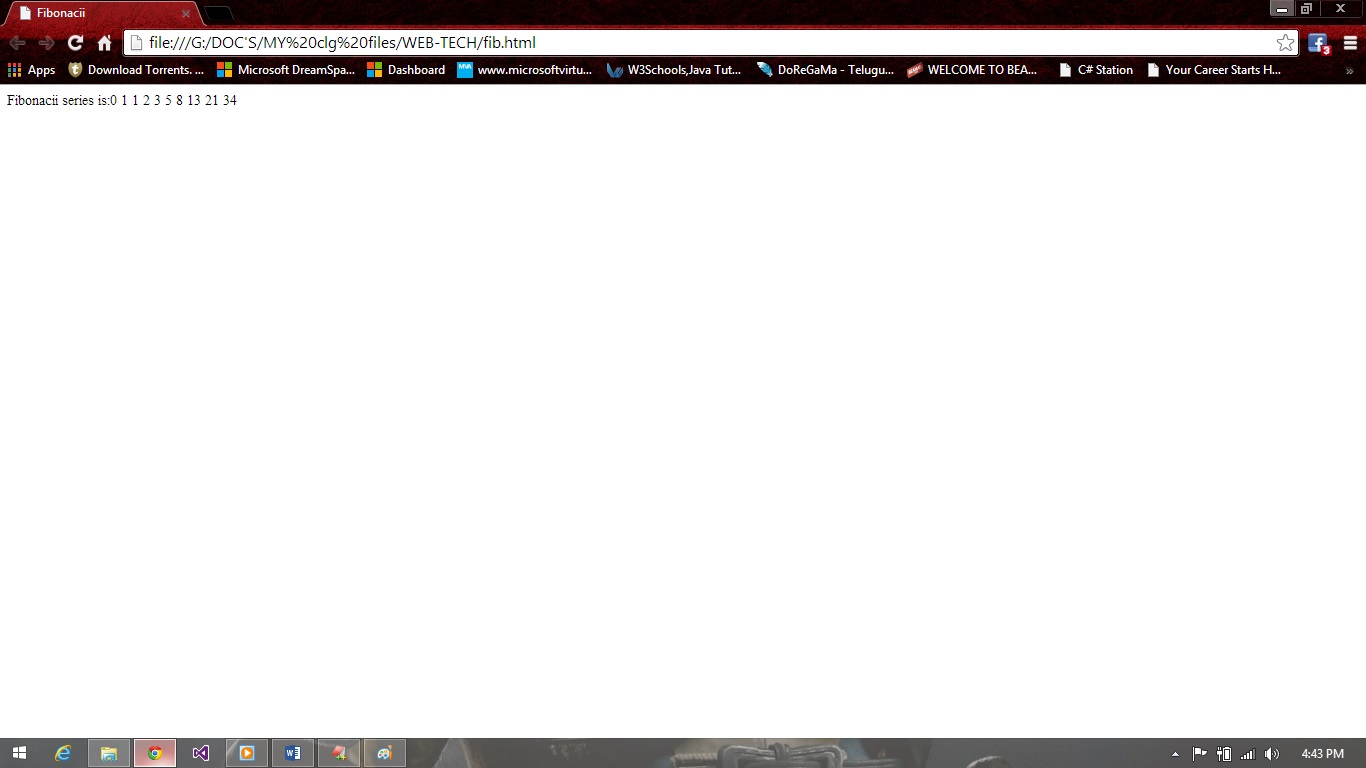 Fibonacii
file:///G:/DOC'S/MY%20clg%20files/WEB-TECH/fib.html
3
Apps Download Torrents. ... Microsoft DreamSpa... Dashboard MVA www.microsoftvirtu... W3Schools,Java Tut... DoReGaMa - Telugu... WELCOME TO BEA... C# Station Your Career Starts H... »
Fibonacii series is:0 1 1 2 3 5 8 13 21 34
4:43 PM